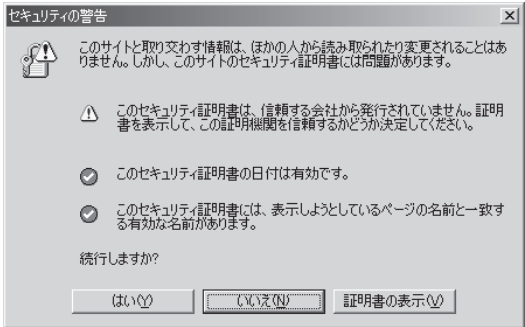 セキュリティの警告
このサイトと取り交わす情報は、ほかの人から読み取られたり変更されることはあ
りません。しかし、このサイトのセキュリティ証明書には問題があります。
このセキュリティ証明書は、信頼する会社から発行されていません。証明
書を表示して、この証明機関を信頼するかどうか決定してください。
このセキュリティ証明書の日付は有効です。
このセキュリティ証明書には、表示しようとしているページの名前と一致す
る有効な名前があります。
続行しますか?
はい(Y)
いいえ(N)
証明書の表示(V)